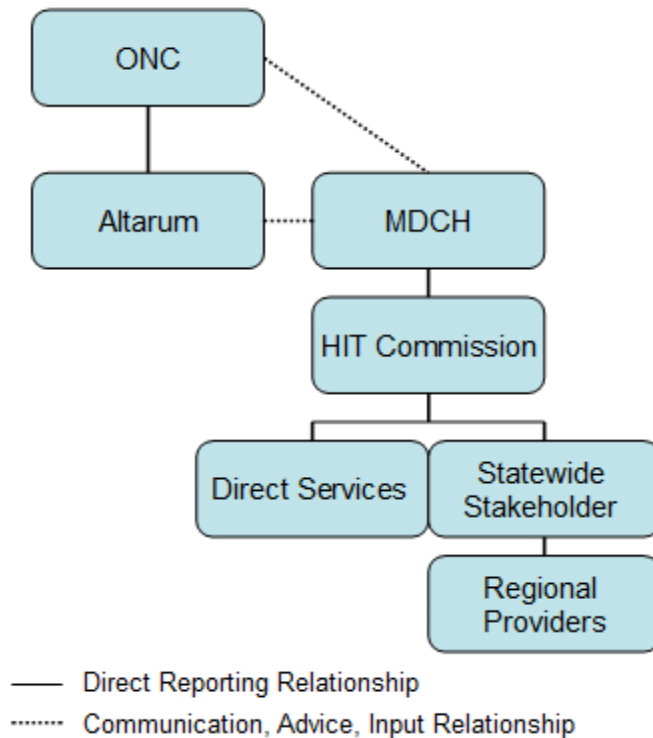 ONC
Altarum
MDCH
HIT Commission
Direct Services
Statewide
Stakeholder
Regional
Providers
Direct Reporting Relationship
Communication, Advice, Input Relationship